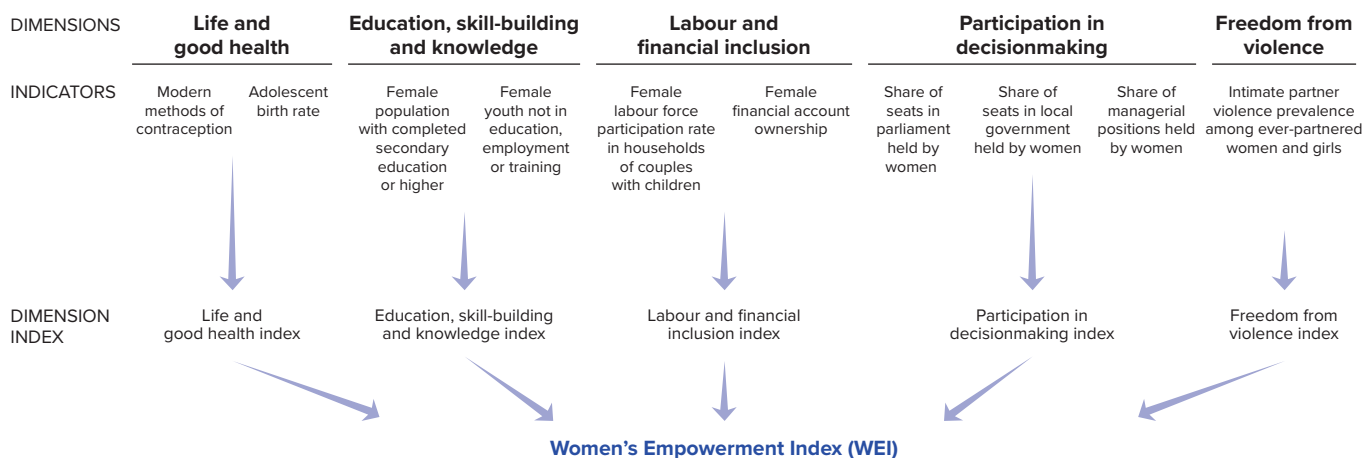 DIMENSIONS
Life and
good health
Education, skill-building
and knowledge
Labour and
financial inclusion
Participation in
decisionmaking
Freedom from
violence
INDICATORS
Modern
methods of
contraception
Adolescent
birth rate
Female
population
with completed
secondary
education
or higher
Female
youth not in
education,
employment
or training
Female
labour force
participation rate
in households
of couples
with children
Female
financial account
ownership
Share of
seats in
parliament
held by
women
Share of
seats in local
government
held by women
Share of
managerial
positions held
by women
Intimate partner
violence prevalence
among ever-partnered
women and girls
DIMENSION
INDEX
Life and
good health index
Education, skill-building
and knowledge index
Labour and financial
inclusion index
Participation in
decisionmaking index
Freedom from
violence index
Women’s Empowerment Index (WEI)